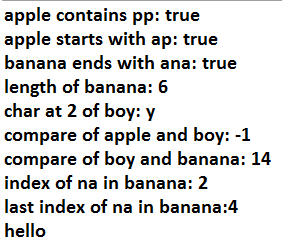 apple contains pp: true
apple starts with ap: true
banana ends with ana: true
length of banana: 6
char at 2 of boy: y
compare of apple and boy: -1
compare of boy and banana: 14
index of na in banana: 2
last index of na in banana:4
hello